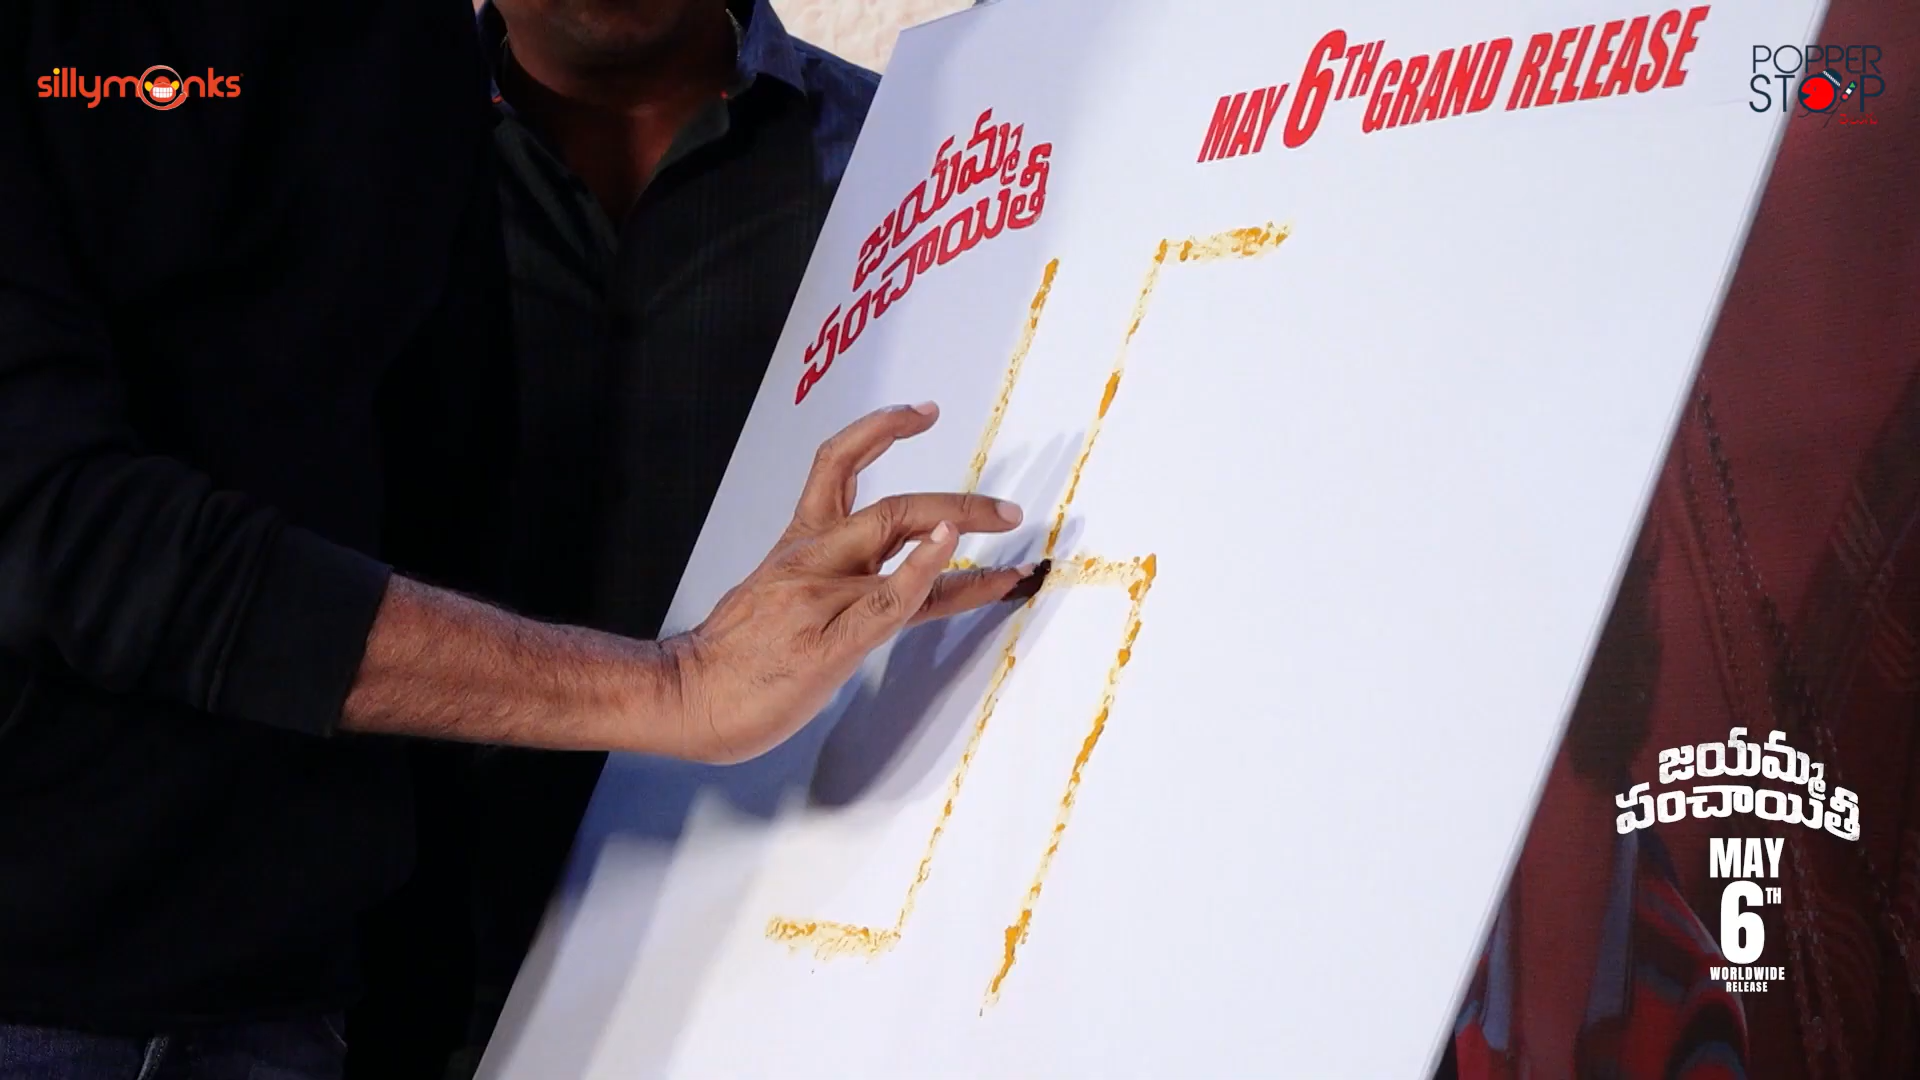 sillymonks
POPPER
STOP
తెలుగు
MAY 6TH GRAND RELEASE
జయమ్మ
పంచాయితీ
జయమ్మ
పంచాయితీ
MAY
6TH
WORLDWIDE
RELEASE